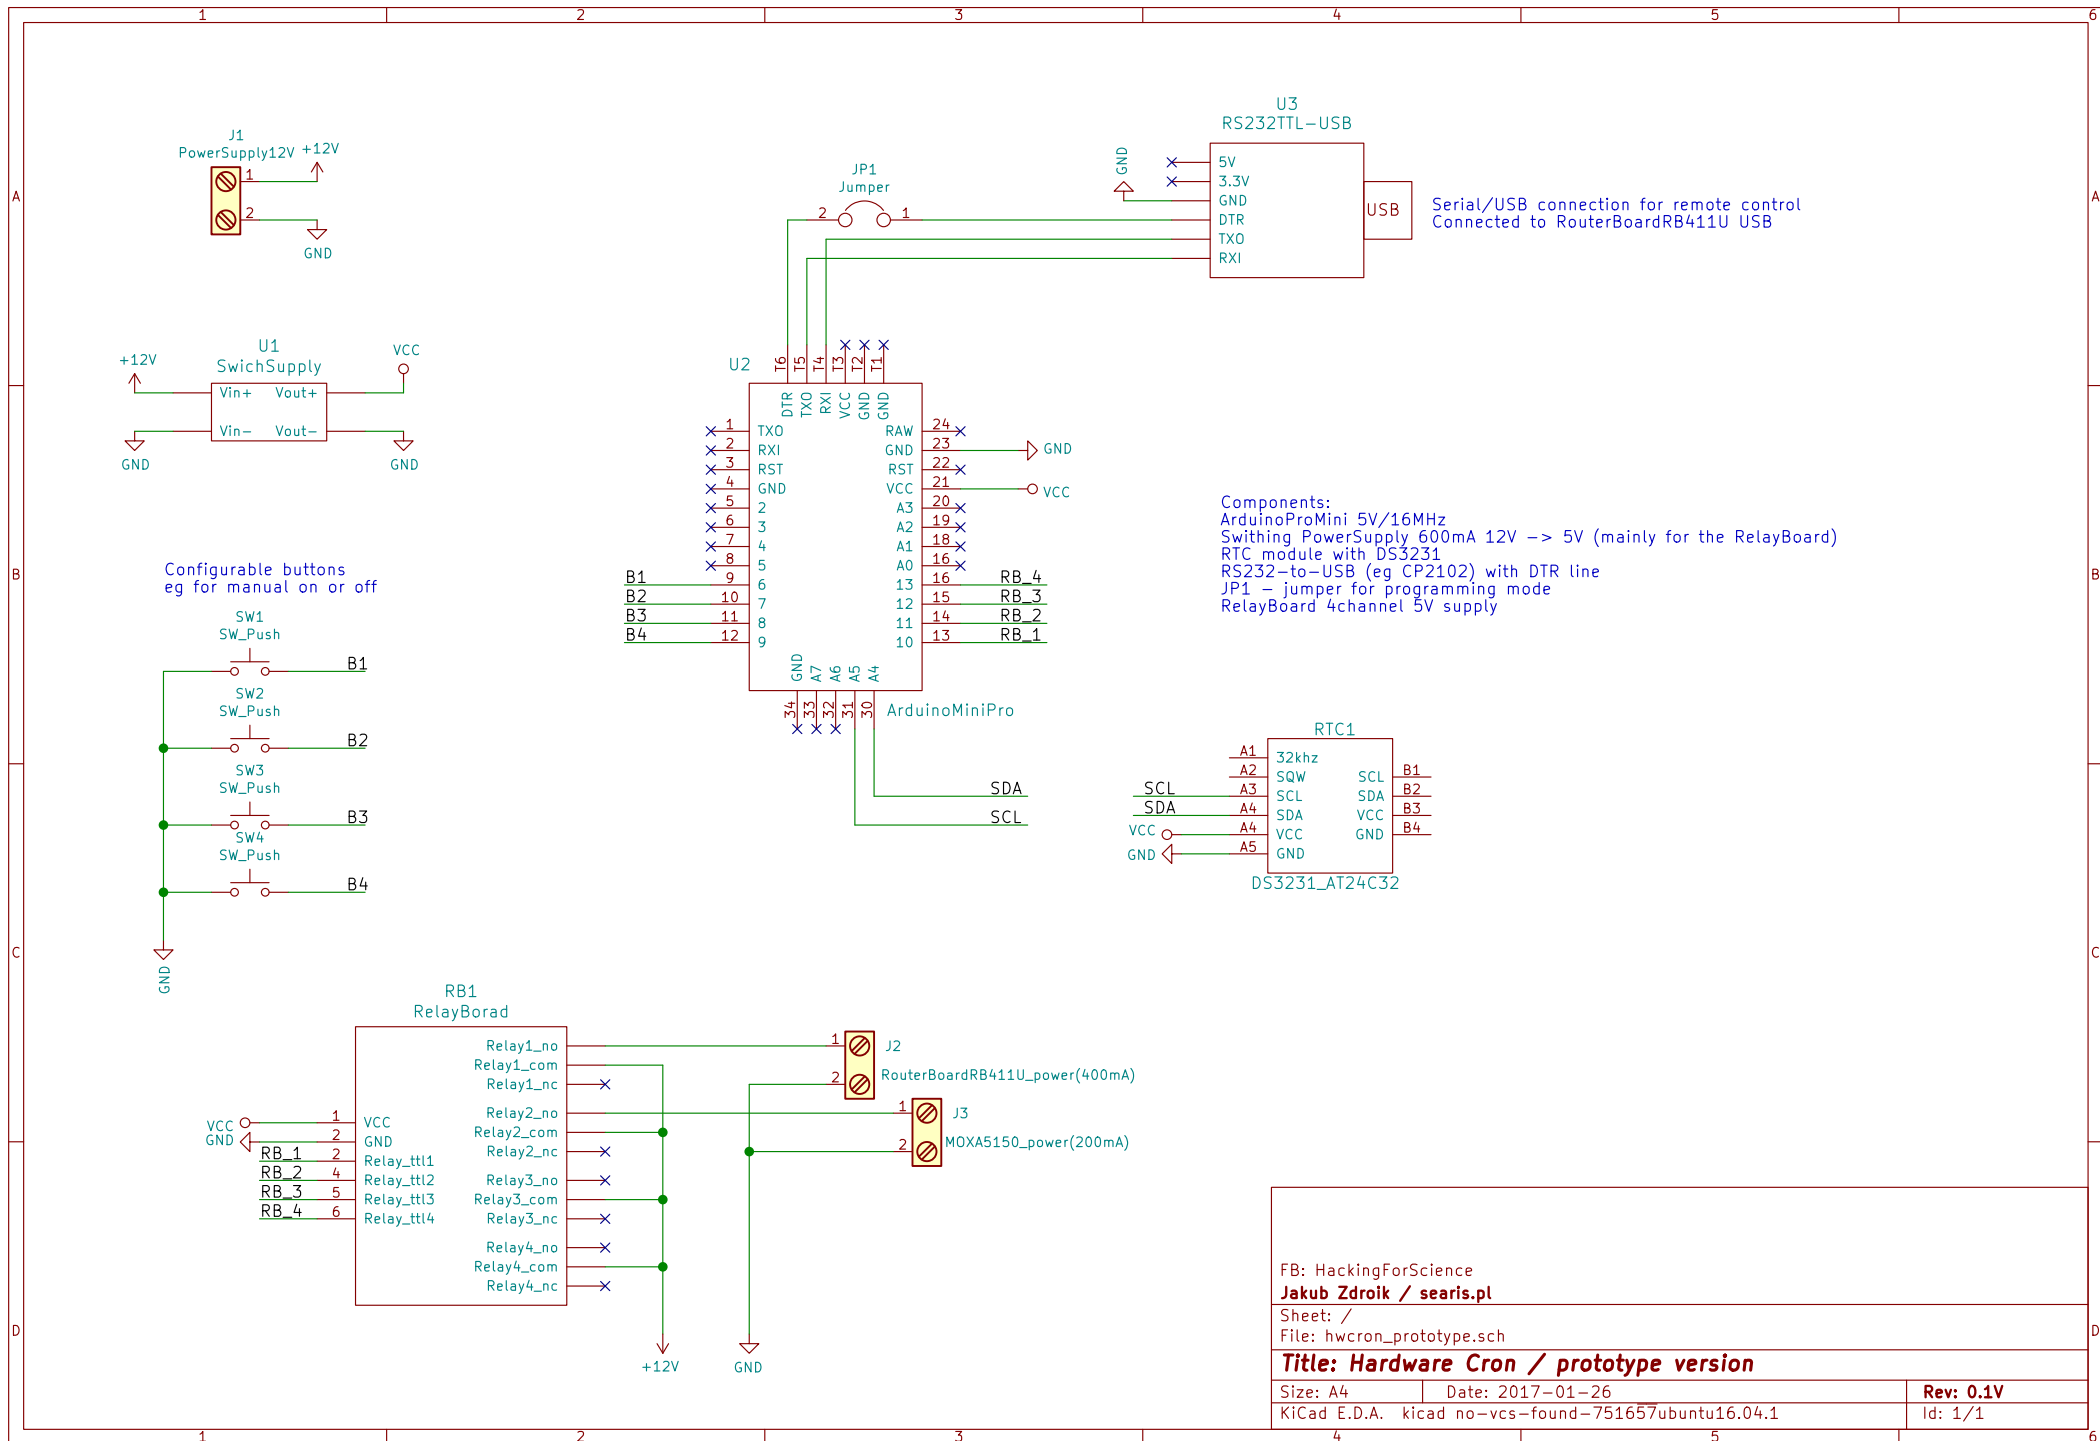 1 2 3 4 5 6
A
B
C
D
A
B
C
D
1 2 3 4 5 6
J1
PowerSupply12V
+12V
1
2
GND
U1
SwichSupply
+12V
VCC
Vin+ Vout+
Vin- Vout-
GND
GND
Configurable buttons
eg for manual on or off
SW1
SW_Push
B1
SW2
SW_Push
B2
SW3
SW_Push
B3
SW4
SW_Push
B4
GND
JP1
Jumper
2 1
U3
RS232TTL-USB
GND
5V
3.3V
GND
DTR
TXO
RXI
USB
Serial/USB connection for remote control
Connected to RouterBoardRB411U USB
U2
T6 T5 T4 T3 T2 T1
DTR TXO RXI VCC GND GND
1 TXO
2 RXI
3 RST
4 GND
5 2
6 3
7 4
8 5
B1 9 6
B2 10 7
B3 11 8
B4 12 9
RAW 24
GND 23 GND
RST 22
VCC 21 VCC
A3 20
A2 19
A1 18
A0 16
13 16 RB_4
12 15 RB_3
11 14 RB_2
10 13 RB_1
GND A7 A6 A5 A4
34 33 32 31 30
ArduinoMiniPro
SDA
SCL
Components:
ArduinoProMini 5V/16MHz
Swithing PowerSupply 600mA 12V -> 5V (mainly for the RelayBoard)
RTC module with DS3231
RS232-to-USB (eg CP2102) with DTR line
JP1 - jumper for programming mode
RelayBoard 4channel 5V supply
RTC1
A1 32khz
A2 SQW
SCL A3 SCL
SDA A4 SDA
VCC A4 VCC
GND A5 GND
SCL B1
SDA B2
VCC B3
GND B4
DS3231_AT24C32
RB1
RelayBorad
VCC 1 VCC
GND 2 GND
RB_1 2 Relay_ttl1
RB_2 4 Relay_ttl2
RB_3 5 Relay_ttl3
RB_4 6 Relay_ttl4
Relay1_no
Relay1_com
Relay1_nc
Relay2_no
Relay2_com
Relay2_nc
Relay3_no
Relay3_com
Relay3_nc
Relay4_no
Relay4_com
Relay4_nc
+12V
GND
1 J2
2 RouterBoardRB411U_power(400mA)
1 J3
2 MOXA5150_power(200mA)
FB: HackingForScience
Jakub Zdroik / searis.pl
Sheet: /
File: hwcron_prototype.sch
Title: Hardware Cron / prototype version
Size: A4 Date: 2017-01-26 Rev: 0.1V
KiCad E.D.A. kicad no-vcs-found-751657ubuntu16.04.1 Id: 1/1